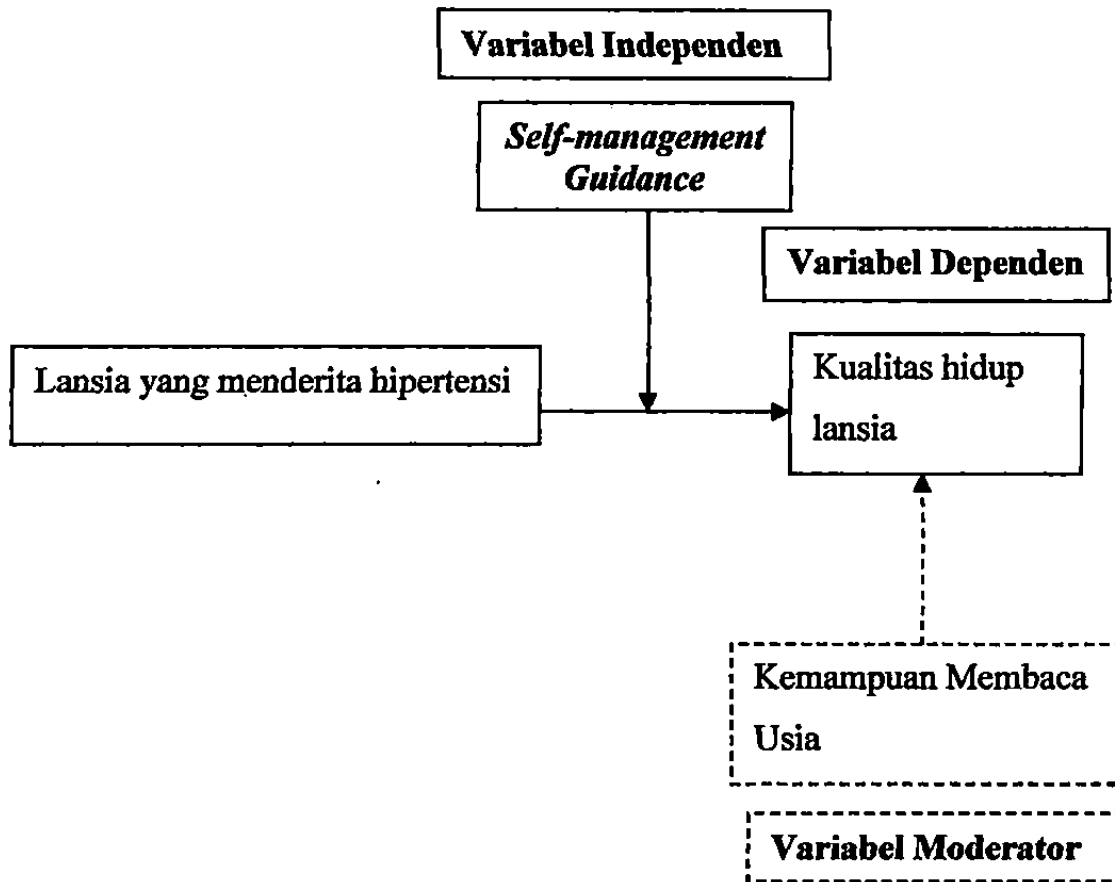 Variabel Independen
Self-management
Guidance
Variabel Dependen
Lansia yang menderita hipertensi
Kualitas hidup
lansia
Kemampuan Membaca
Usia
Variabel Moderator